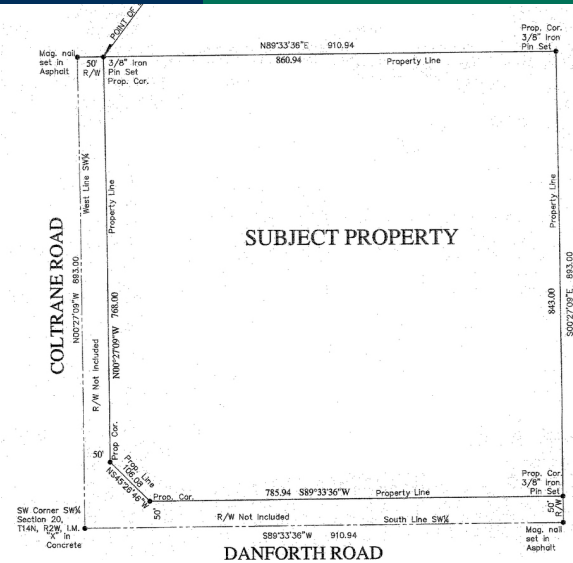 POINT OF
N89°33'36"E 910.94
860.94
Property Line
Prop. Cor.
3/8" Iron
Pin Set
Mag. nail
set in
Asphalt
50'
R/W
3/8" Iron
Pin Set
Prop. Cor.
West Line SW¼
Property Line
Property Line
SUBJECT PROPERTY
COLTRANE ROAD
N00°27'09"W 893.00
N00°27'09"W 768.00
843.00
S00°27'09"E 893.00
R/W Not Included
50'
Prop Cor.
Prop. Line
106.08
NS45°26'46"W
Prop. Cor.
50'
785.94 S89°33'36"W Property Line
Prop. Cor.
3/8" Iron
Pin Set
50'
R/W
SW Corner SW¼
Section 20,
T14N, R2W, I.M.
"X" in
Concrete
R/W Not Included
South Line SW¼
S89°33'36"W 910.94
Mag. nail
set in
Asphalt
DANFORTH ROAD